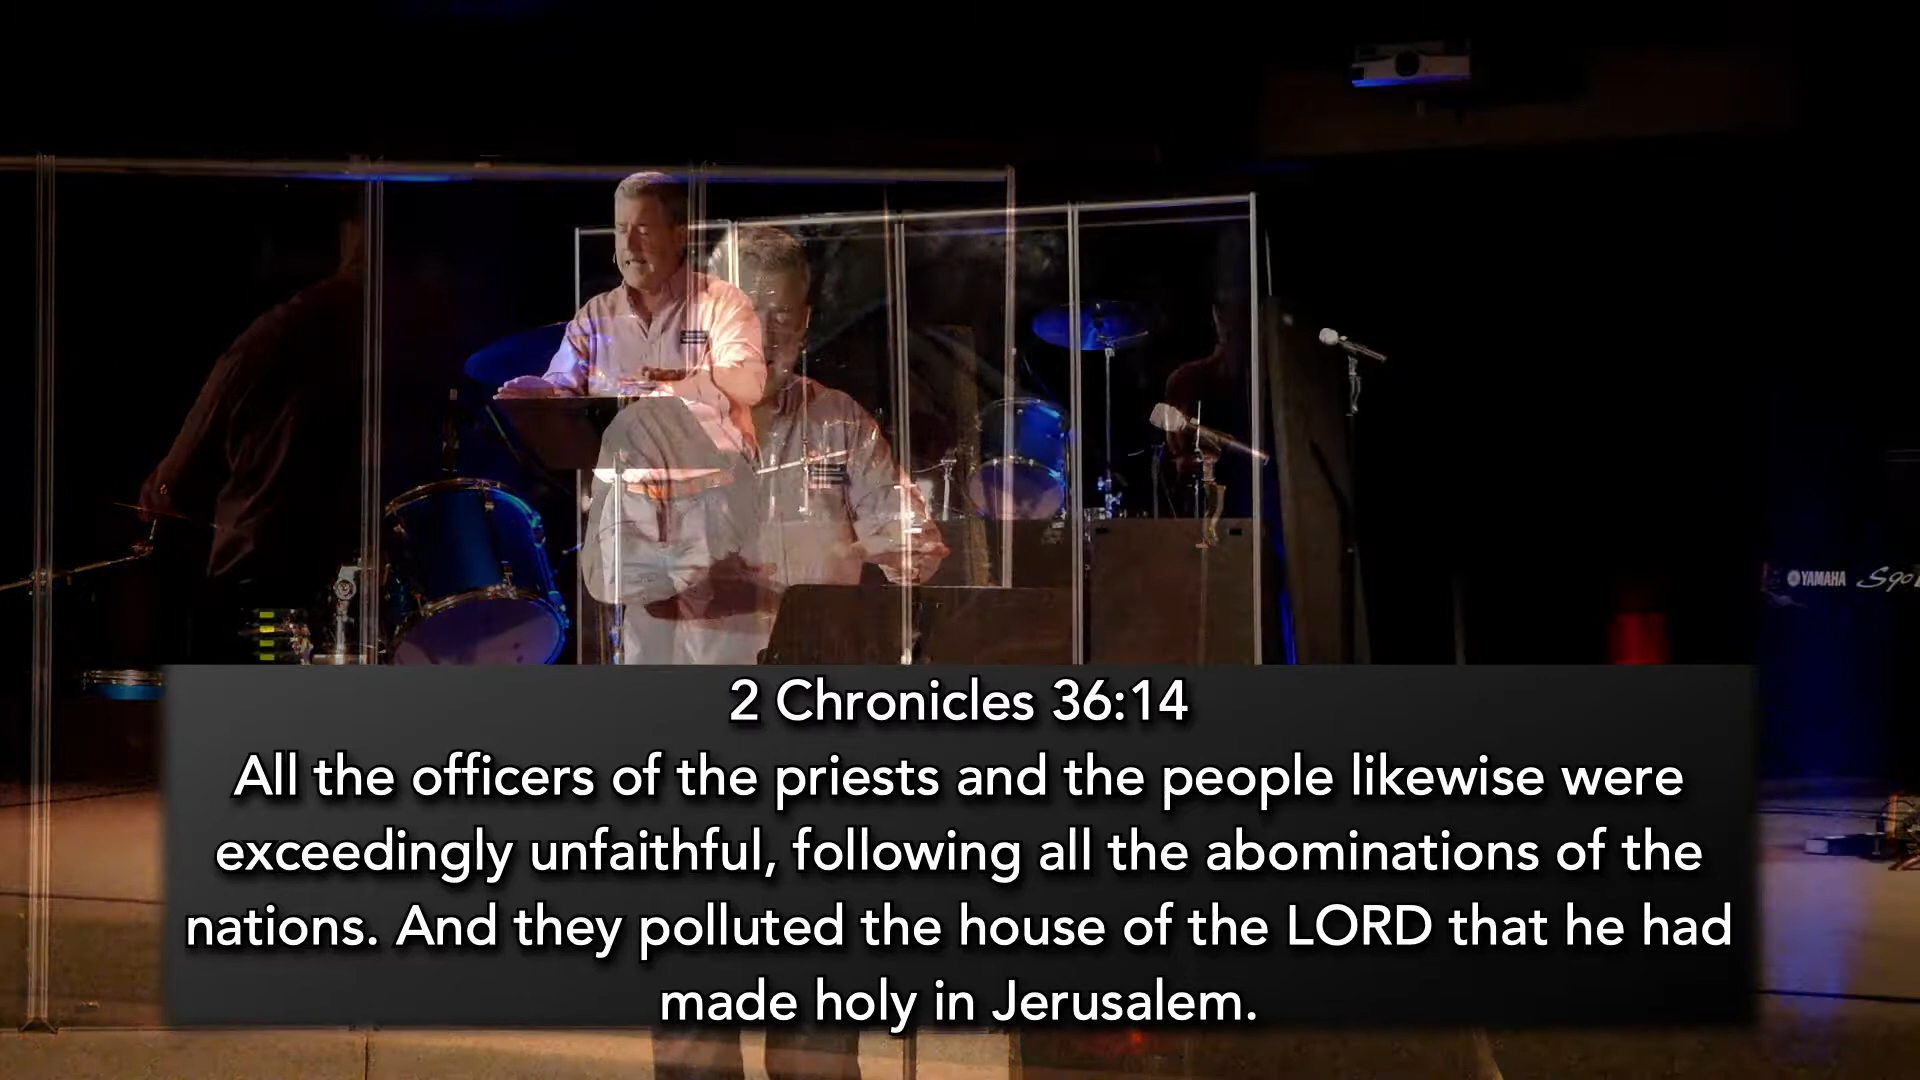 YAMAHA S90
2 Chronicles 36:14
All the officers of the priests and the people likewise were
exceedingly unfaithful, following all the abominations of the
nations. And they polluted the house of the LORD that he had
made holy in Jerusalem.